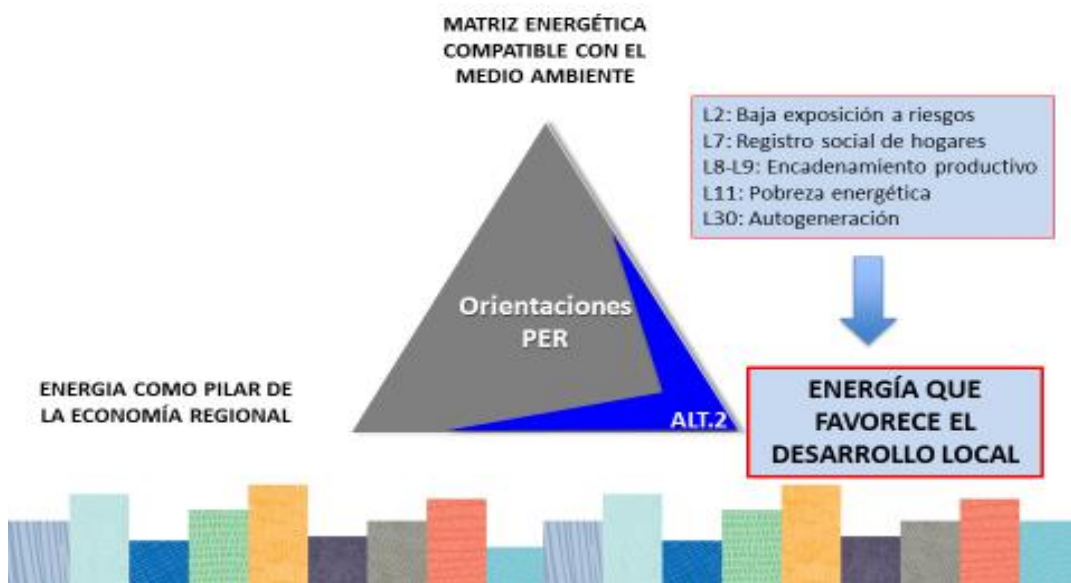 MATRIZ ENERGÉTICA
COMPATIBLE CON EL
MEDIO AMBIENTE
L2: Baja exposición a riesgos
L7: Registro social de hogares
L8-L9: Encadenamiento productivo
L11: Pobreza energética
L30: Autogeneración
Orientaciones
PER
ENERGIA COMO PILAR DE
LA ECONOMÍA REGIONAL
ALT.2
ENERGÍA QUE
FAVORECE EL
DESARROLLO LOCAL